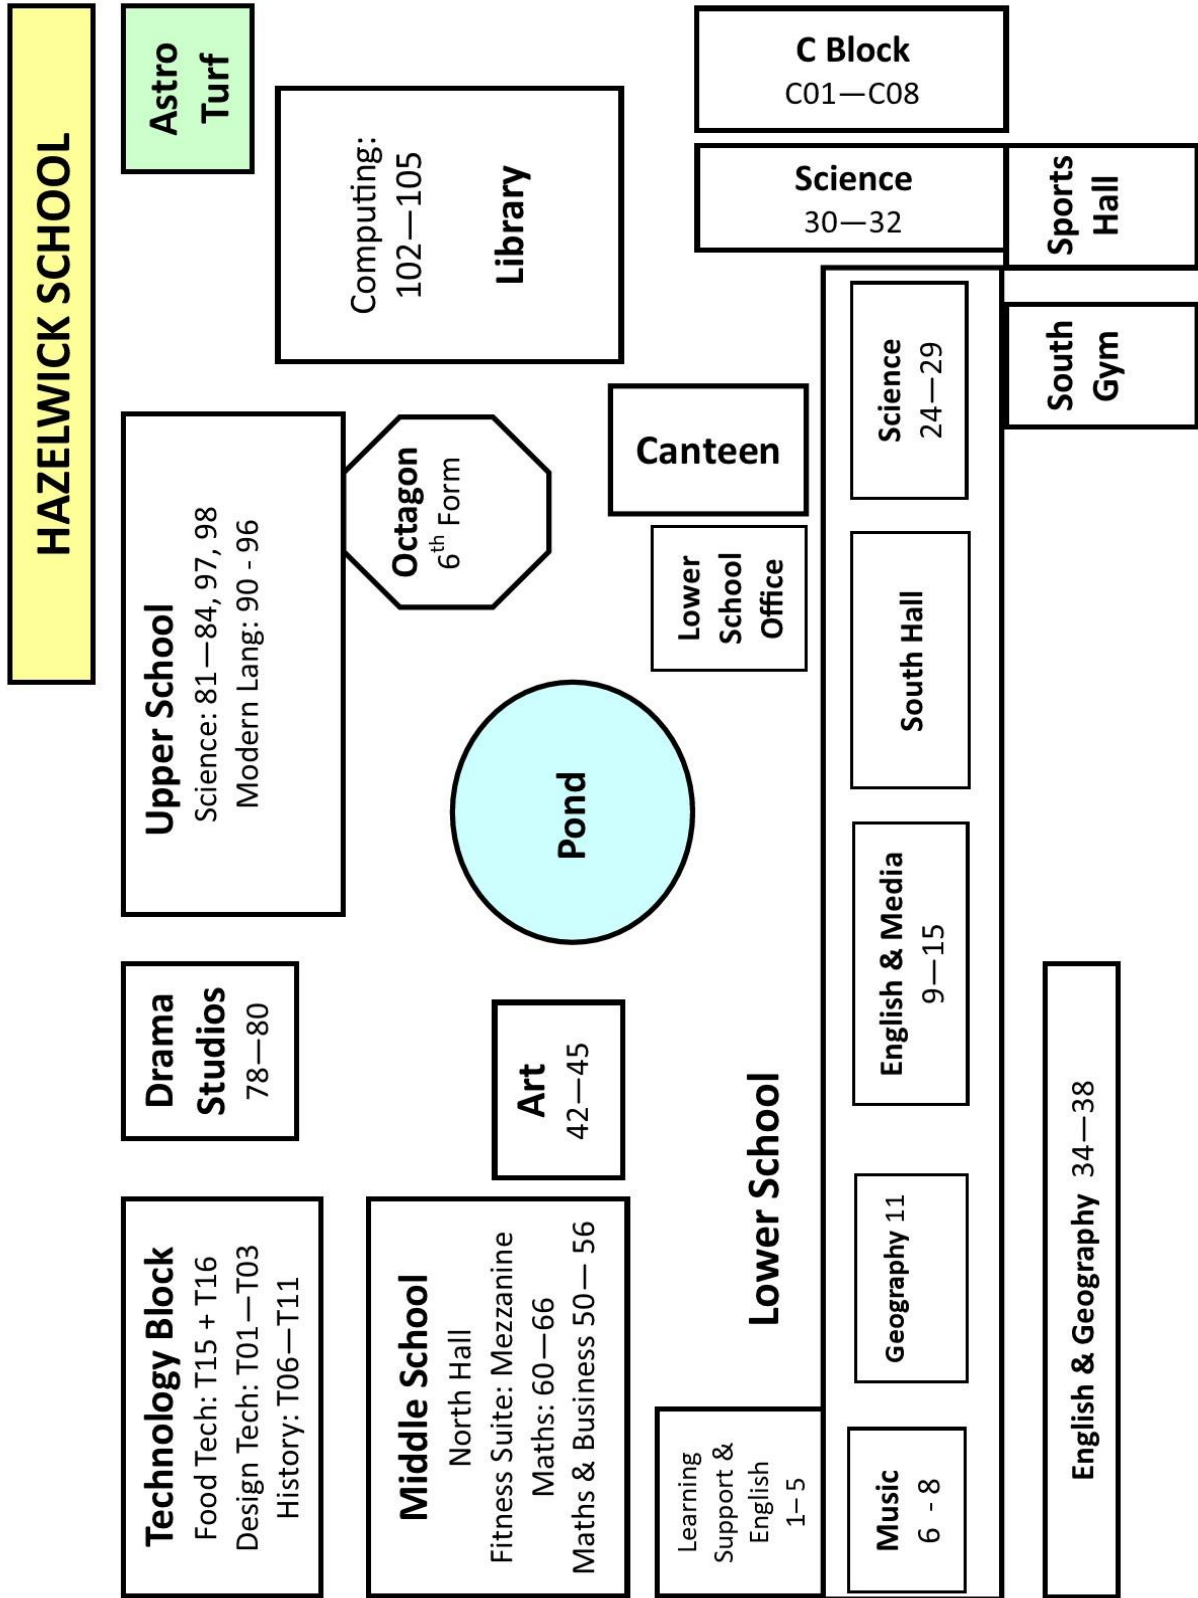 HAZELWICK SCHOOL
Technology Block
Food Tech: T15 + T16
Design Tech: T01—T03
History: T06—T11
Drama
Studios
78—80
Upper School
Science: 81—84, 97, 98
Modern Lang: 90 - 96
Astro
Turf
Octagon
6th Form
Computing:
102—105
Library
Middle School
North Hall
Fitness Suite: Mezzanine
Maths: 60—66
Maths & Business 50— 56
Art
42—45
Pond
Lower
School
Office
Canteen
C Block
C01—C08
Science
30—32
Learning
Support &
English
1– 5
Lower School
Music
6 - 8
Geography 11
English & Media
9—15
South Hall
Science
24—29
English & Geography 34—38
South
Gym
Sports
Hall